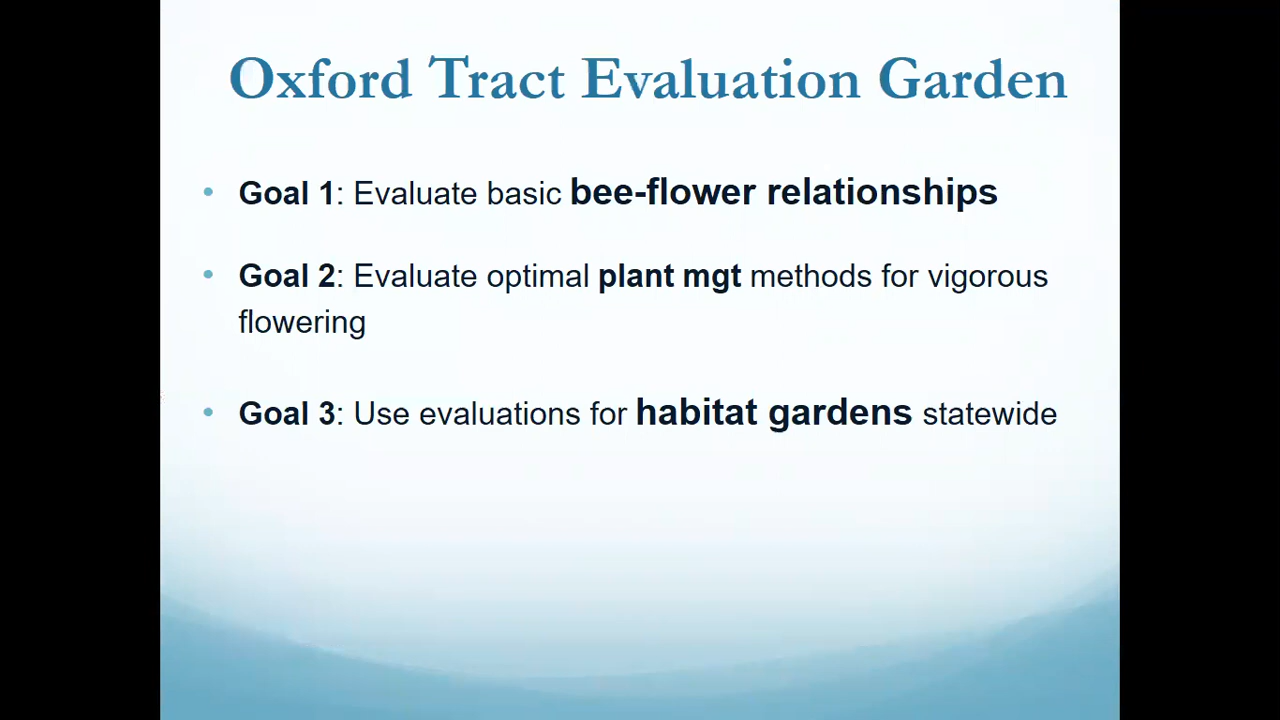 Oxford Tract Evaluation Garden
• Goal 1: Evaluate basic bee-flower relationships
• Goal 2: Evaluate optimal plant mgt methods for vigorous
flowering
• Goal 3: Use evaluations for habitat gardens statewide